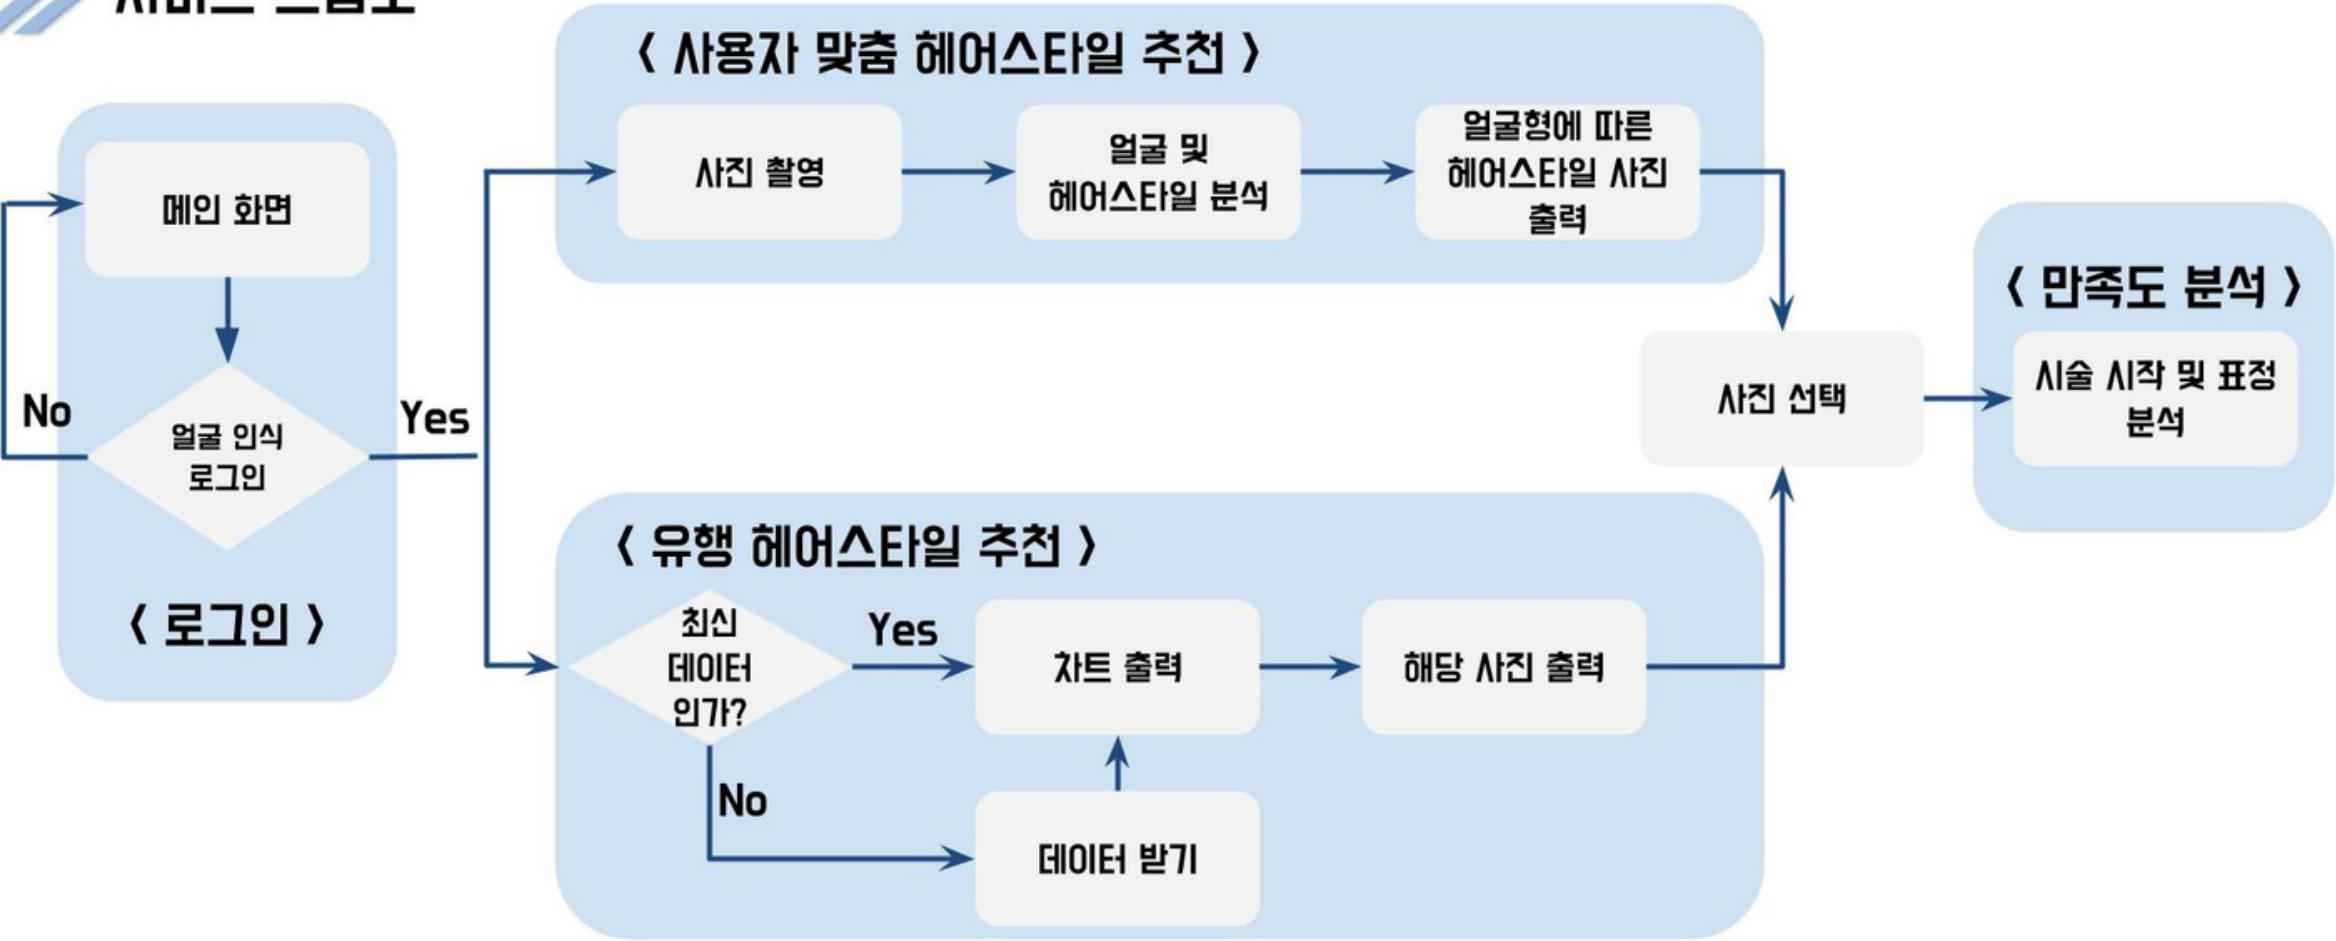 < 사용자 맞춤 헤어스타일 추천 >
사진 촬영
얼굴 및
헤어스타일 분석
얼굴형에 따른
헤어스타일 사진
출력
메인 화면
No
Yes
얼굴 인식
로그인
< 로그인 >
사진 선택
< 만족도 분석 >
시술 시작 및 표정
분석
< 유행 헤어스타일 추천 >
최신
데이터
인가?
Yes
차트 출력
해당 사진 출력
No
데이터 받기